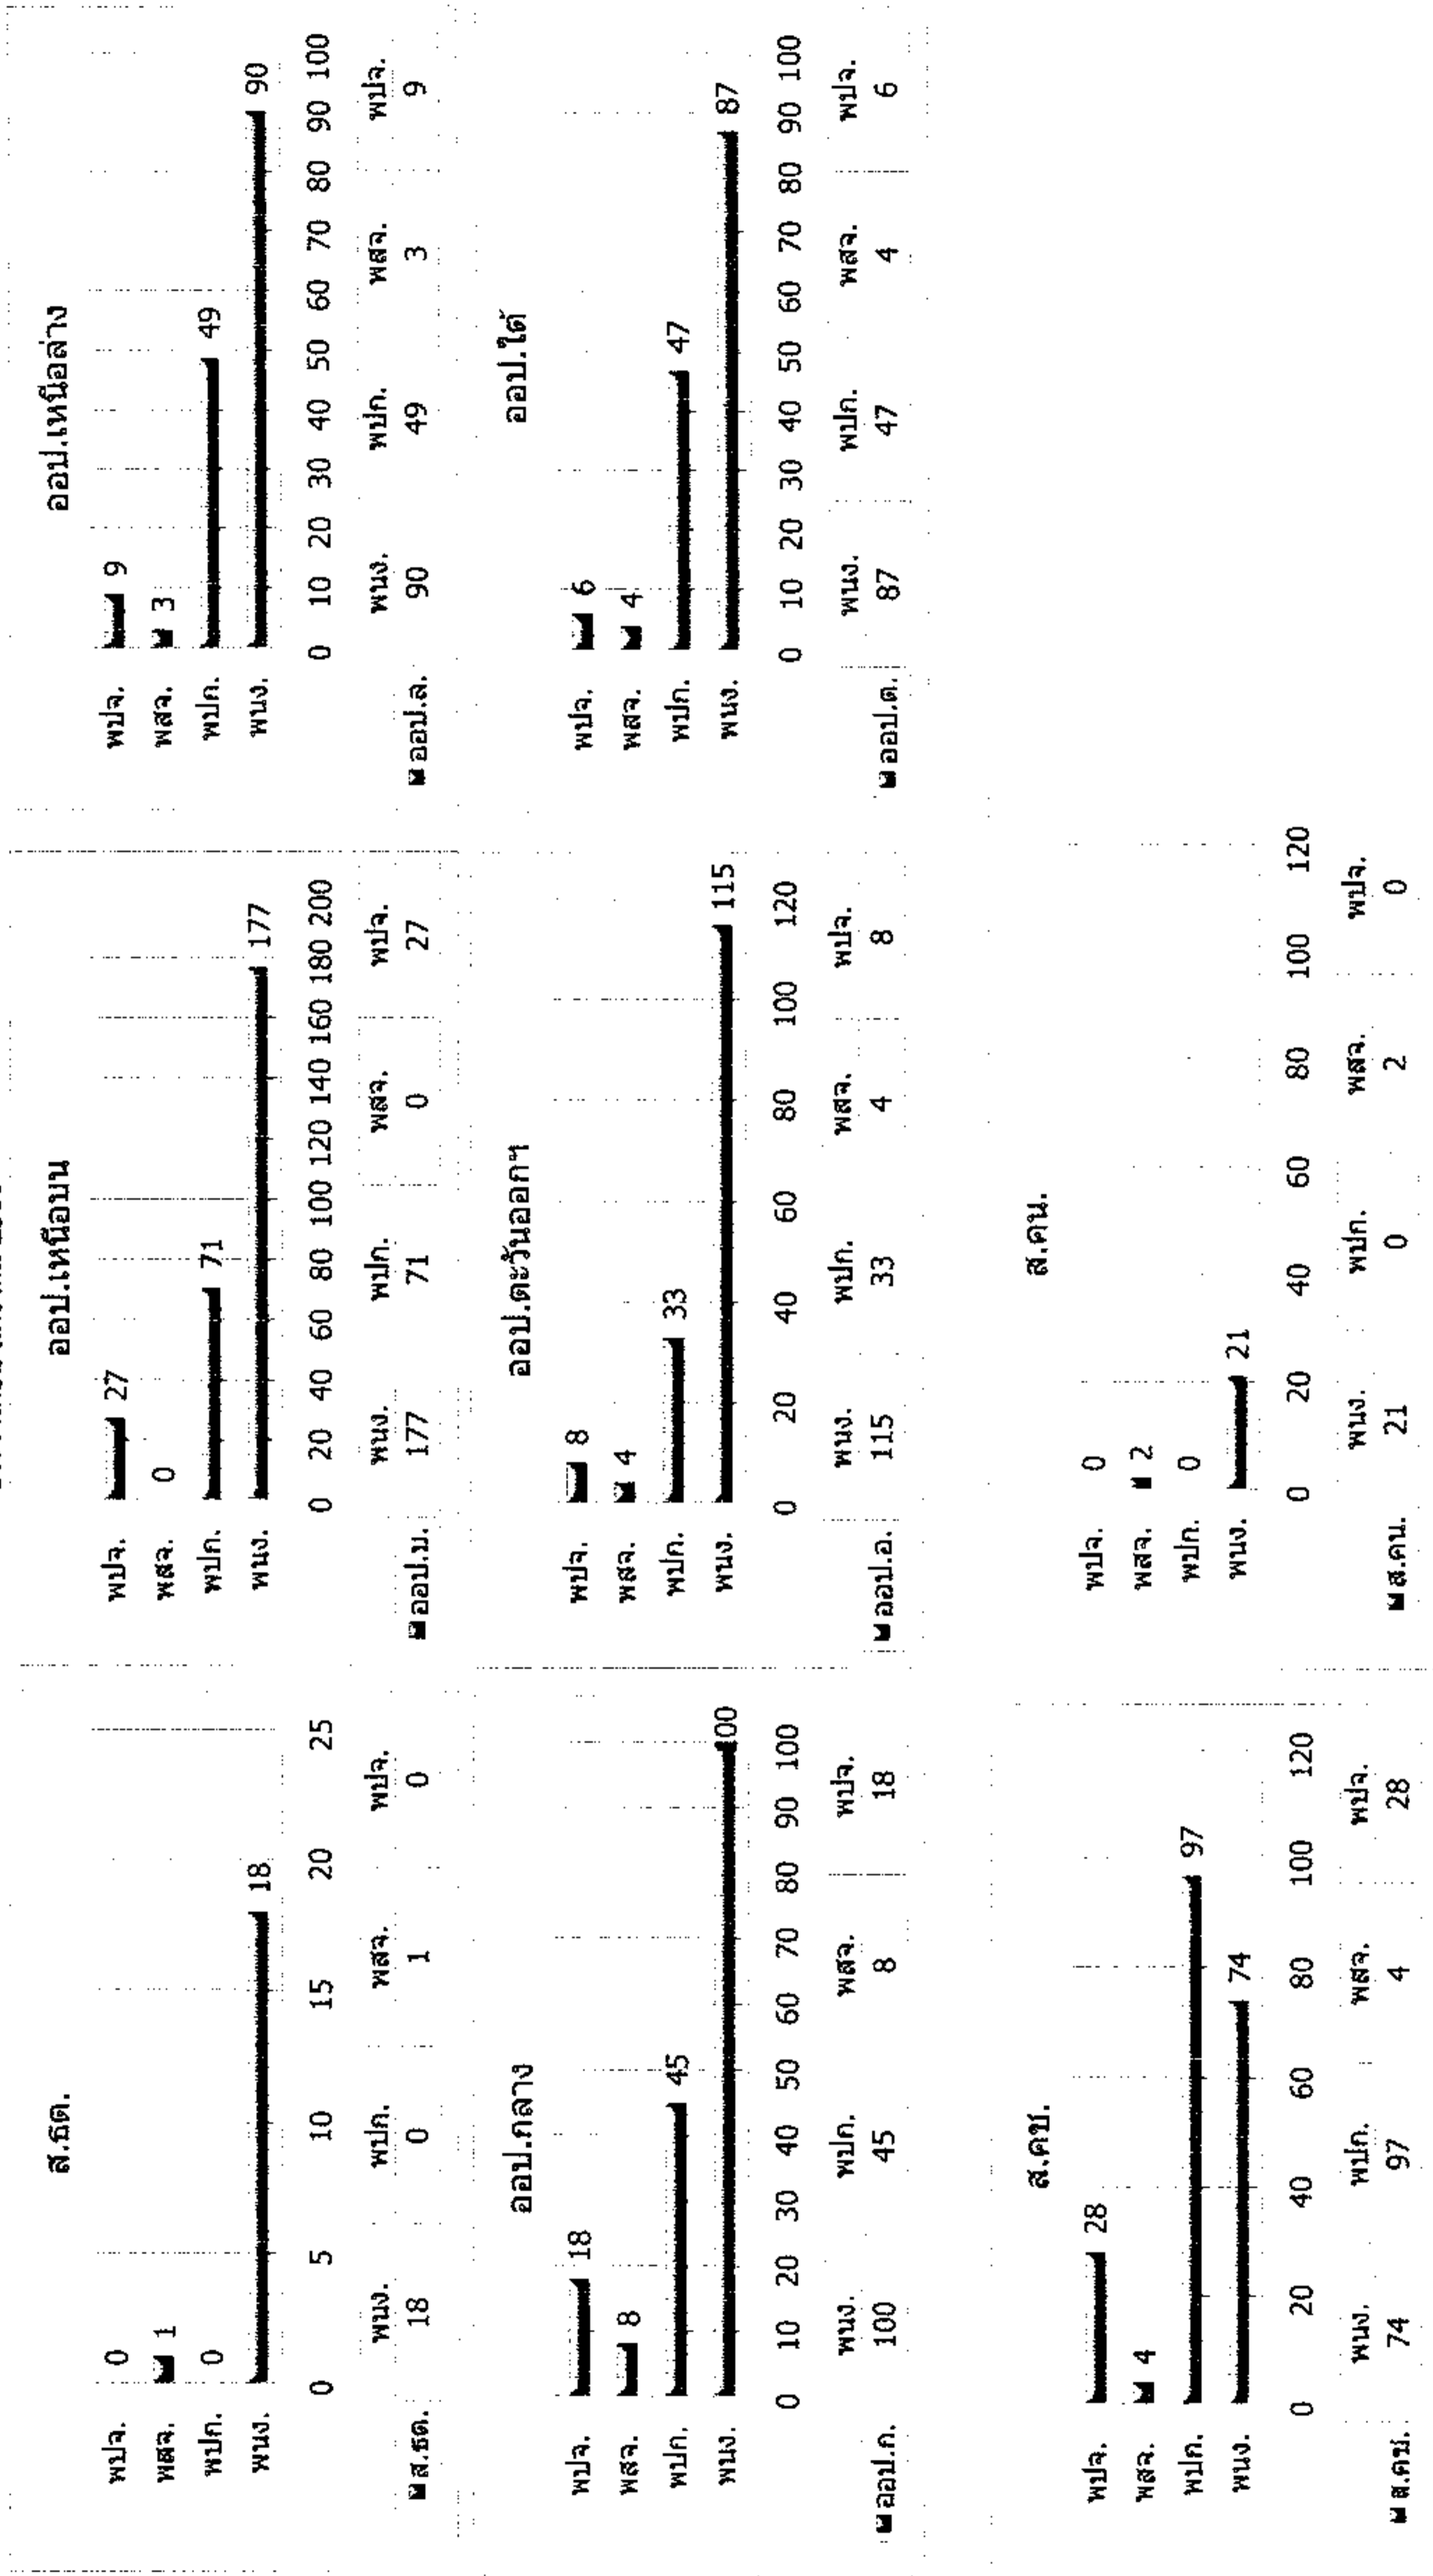 ส.ธต.
พปจ. 0
พสจ. 1
พปก. 0
พนง. 18
0 5 10 15 20 25
พนง. พปก. พสจ. พปจ.
ส.ธต. 18 0 1 0
ออป.เหนือบน
พปจ. 27
พสจ. 0
พปก. 71
พนง. 177
0 20 40 60 80 100 120 140 160 180 200
พนง. พปก. พสจ. พปจ.
ออป.บ. 177 71 0 27
ออป.เหนือล่าง
พปจ. 9
พสจ. 3
พปก. 49
พนง. 90
0 10 20 30 40 50 60 70 80 90 100
พนง. พปก. พสจ. พปจ.
ออป.ล. 90 49 3 9
ออป.กลาง
พปจ. 18
พสจ. 8
พปก. 45
พนง. 100
0 10 20 30 40 50 60 70 80 90 100
พนง. พปก. พสจ. พปจ.
ออป.ก. 100 45 8 18
ออป.ตะวันออกฯ
พปจ. 8
พสจ. 4
พปก. 33
พนง. 115
0 20 40 60 80 100 120
พนง. พปก. พสจ. พปจ.
ออป.อ. 115 33 4 8
ออป.ใต้
พปจ. 6
พสจ. 4
พปก. 47
พนง. 87
0 10 20 30 40 50 60 70 80 90 100
พนง. พปก. พสจ. พปจ.
ออป.ต. 87 47 4 6
ส.คช.
พปจ. 28
พสจ. 4
พปก. 97
พนง. 74
0 20 40 60 80 100 120
พนง. พปก. พสจ. พปจ.
ส.คช. 74 97 4 28
ส.คน.
พปจ. 0
พสจ. 2
พปก. 0
พนง. 21
0 20 40 60 80 100 120
พนง. พปก. พสจ. พปจ.
ส.คน. 21 0 2 0